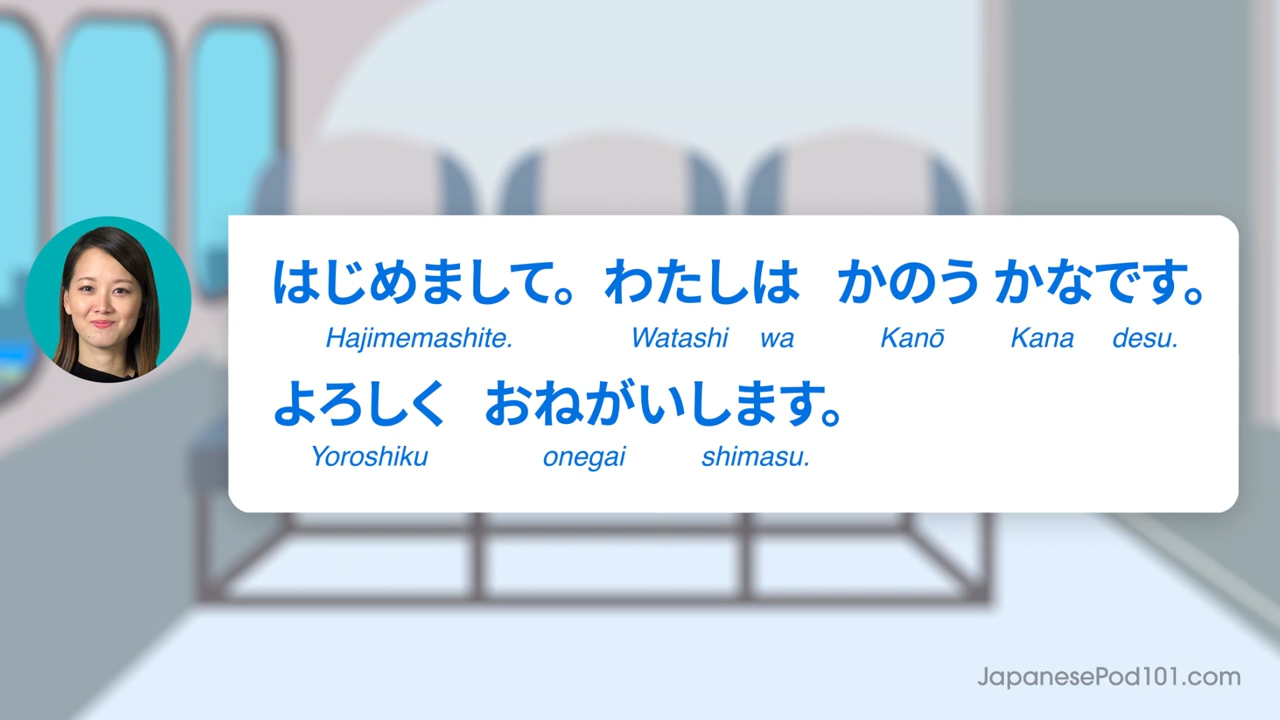 はじめまして。 わたしは かのう かなです。
Hajimemashite. Watashi wa Kanō Kana desu.
よろしく おねがいします。
Yoroshiku onegai shimasu.
JapanesePod101.com